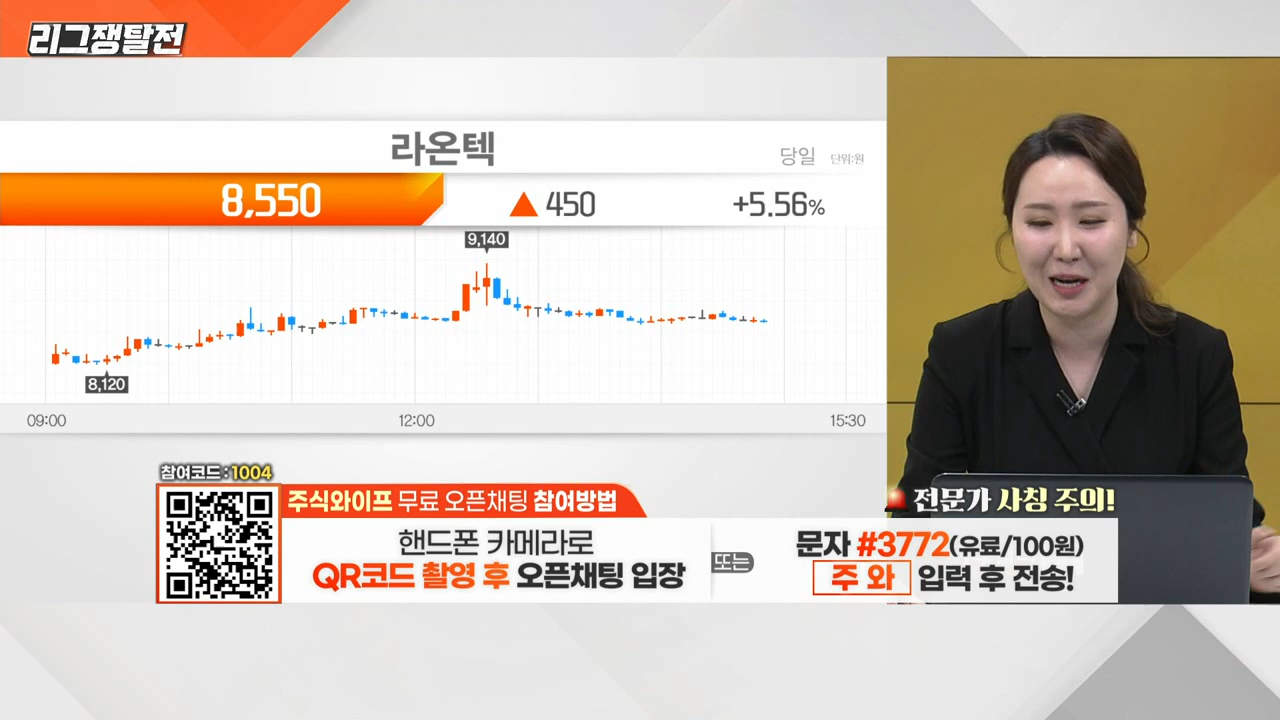 리그쟁탈전
라온텍
당일 단위:원
8,550 ▲ 450 +5.56%
9,140
8,120
09:00 12:00 15:30
참여코드 : 1004
주식와이프 무료 오픈채팅 참여방법
핸드폰 카메라로
QR코드 촬영 후 오픈채팅 입장
또는
전문가 사칭 주의!
문자 #3772(유료/100원)
주 와 입력 후 전송!